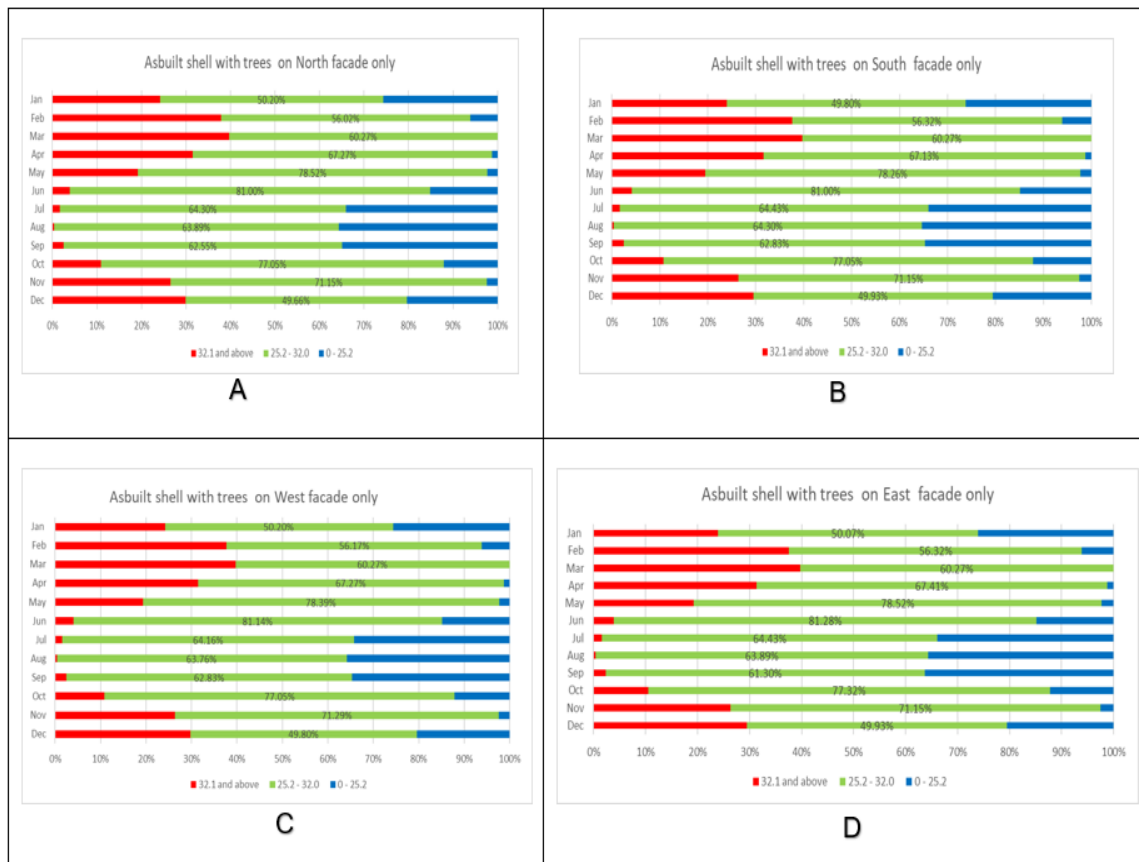 Asbuilt shell with trees on North facade only
Jan 50.20%
Feb 56.02%
Mar 60.27%
Apr 67.27%
May 78.52%
Jun 81.00%
Jul 64.30%
Aug 63.89%
Sep 62.55%
Oct 77.05%
Nov 71.15%
Dec 49.66%
0% 10% 20% 30% 40% 50% 60% 70% 80% 90% 100%
32.1 and above 25.2 - 32.0 0 - 25.2
A
Asbuilt shell with trees on South facade only
Jan 49.80%
Feb 56.32%
Mar 60.27%
Apr 67.13%
May 78.26%
Jun 81.00%
Jul 64.43%
Aug 64.30%
Sep 62.83%
Oct 77.05%
Nov 71.15%
Dec 49.93%
0% 10% 20% 30% 40% 50% 60% 70% 80% 90% 100%
32.1 and above 25.2 - 32.0 0 - 25.2
B
Asbuilt shell with trees on West facade only
Jan 50.20%
Feb 56.17%
Mar 60.27%
Apr 67.27%
May 78.39%
Jun 81.14%
Jul 64.16%
Aug 63.76%
Sep 62.83%
Oct 77.05%
Nov 71.29%
Dec 49.80%
0% 10% 20% 30% 40% 50% 60% 70% 80% 90% 100%
32.1 and above 25.2 - 32.0 0 - 25.2
C
Asbuilt shell with trees on East facade only
Jan 50.07%
Feb 56.32%
Mar 60.27%
Apr 67.41%
May 78.52%
Jun 81.28%
Jul 64.43%
Aug 63.89%
Sep 61.30%
Oct 77.32%
Nov 71.15%
Dec 49.93%
0% 10% 20% 30% 40% 50% 60% 70% 80% 90% 100%
32.1 and above 25.2 - 32.0 0 - 25.2
D